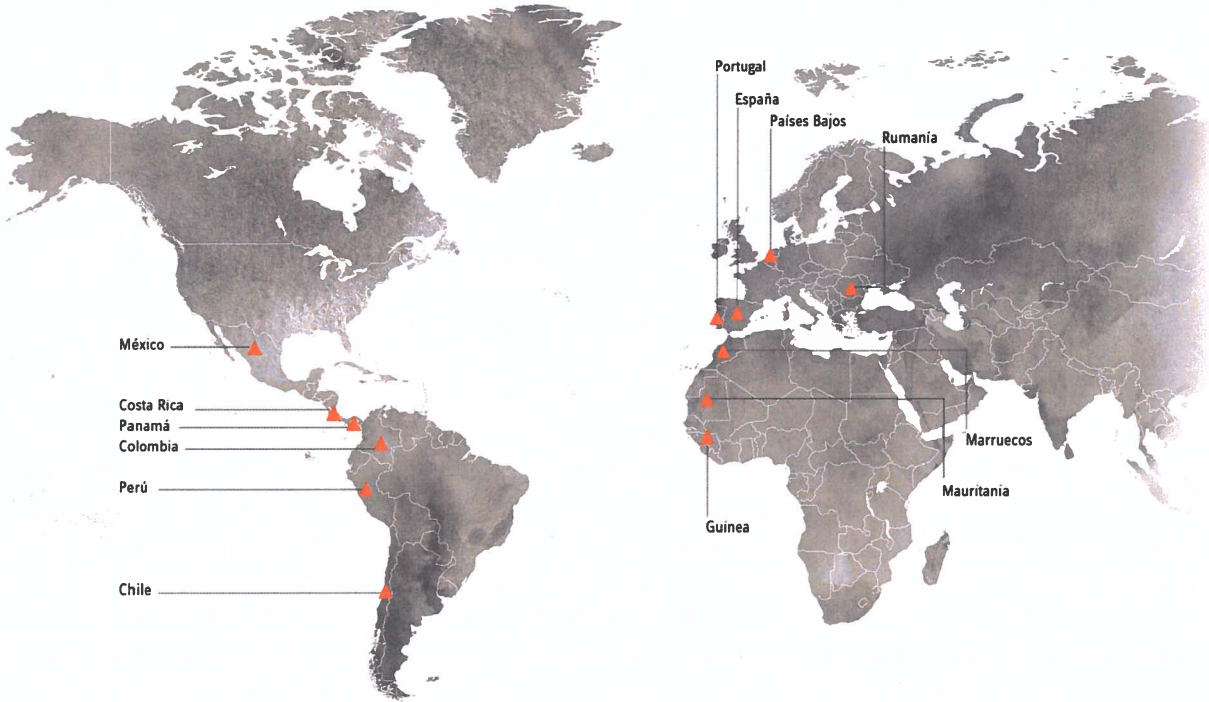 Portugal
España
Países Bajos
Rumanía
México
Costa Rica
Panamá
Colombia
Perú
Chile
Marruecos
Mauritania
Guinea